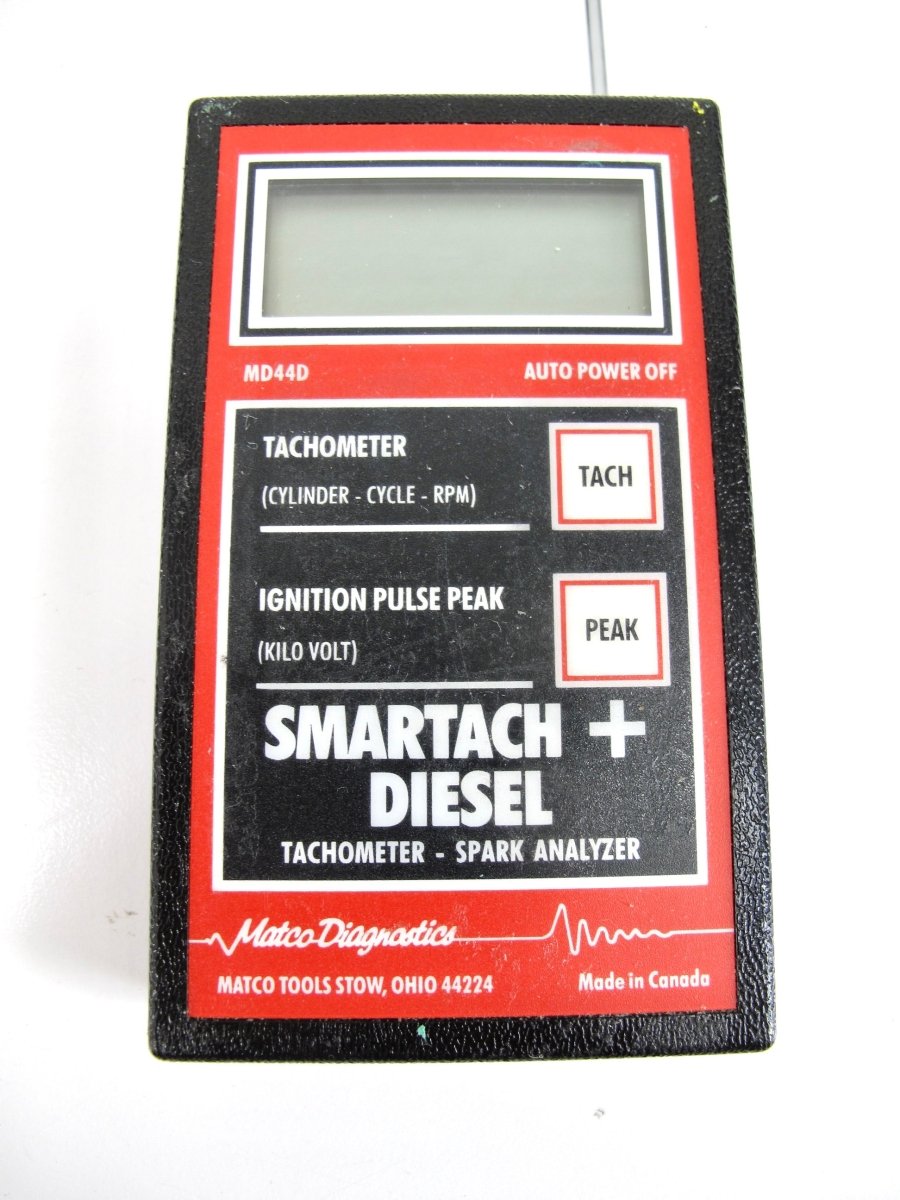 MD44D AUTO POWER OFF
TACHOMETER
(CYLINDER - CYCLE - RPM)
TACH
IGNITION PULSE PEAK
(KILO VOLT)
PEAK
SMARTACH +
DIESEL
TACHOMETER - SPARK ANALYZER
Matco Diagnostics
MATCO TOOLS STOW, OHIO 44224 Made in Canada